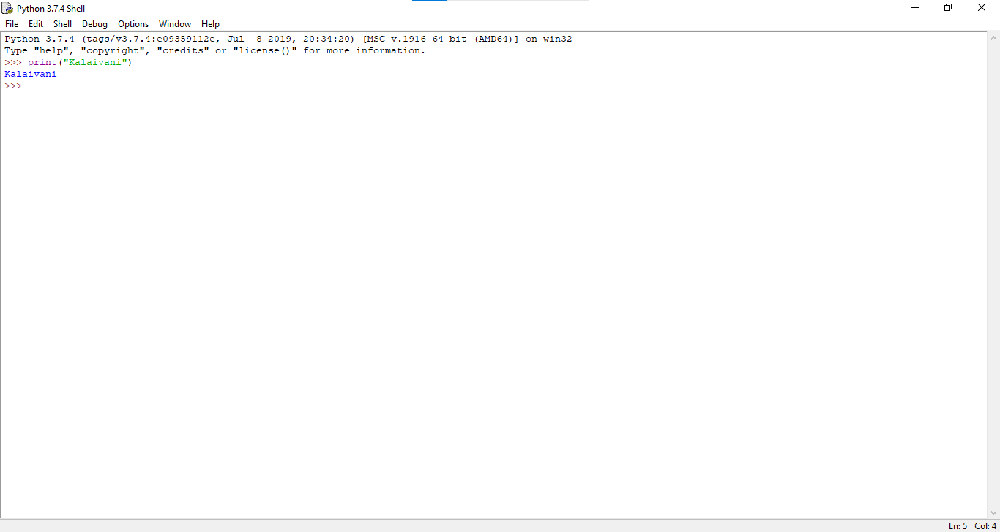 Python 3.7.4 Shell
File Edit Shell Debug Options Window Help
Python 3.7.4 (tags/v3.7.4:e09359112e, Jul  8 2019, 20:34:20) [MSC v.1916 64 bit (AMD64)] on win32
Type "help", "copyright", "credits" or "license()" for more information.
>>> print("Kalaivani")
Kalaivani
>>>
Ln: 5 Col: 4